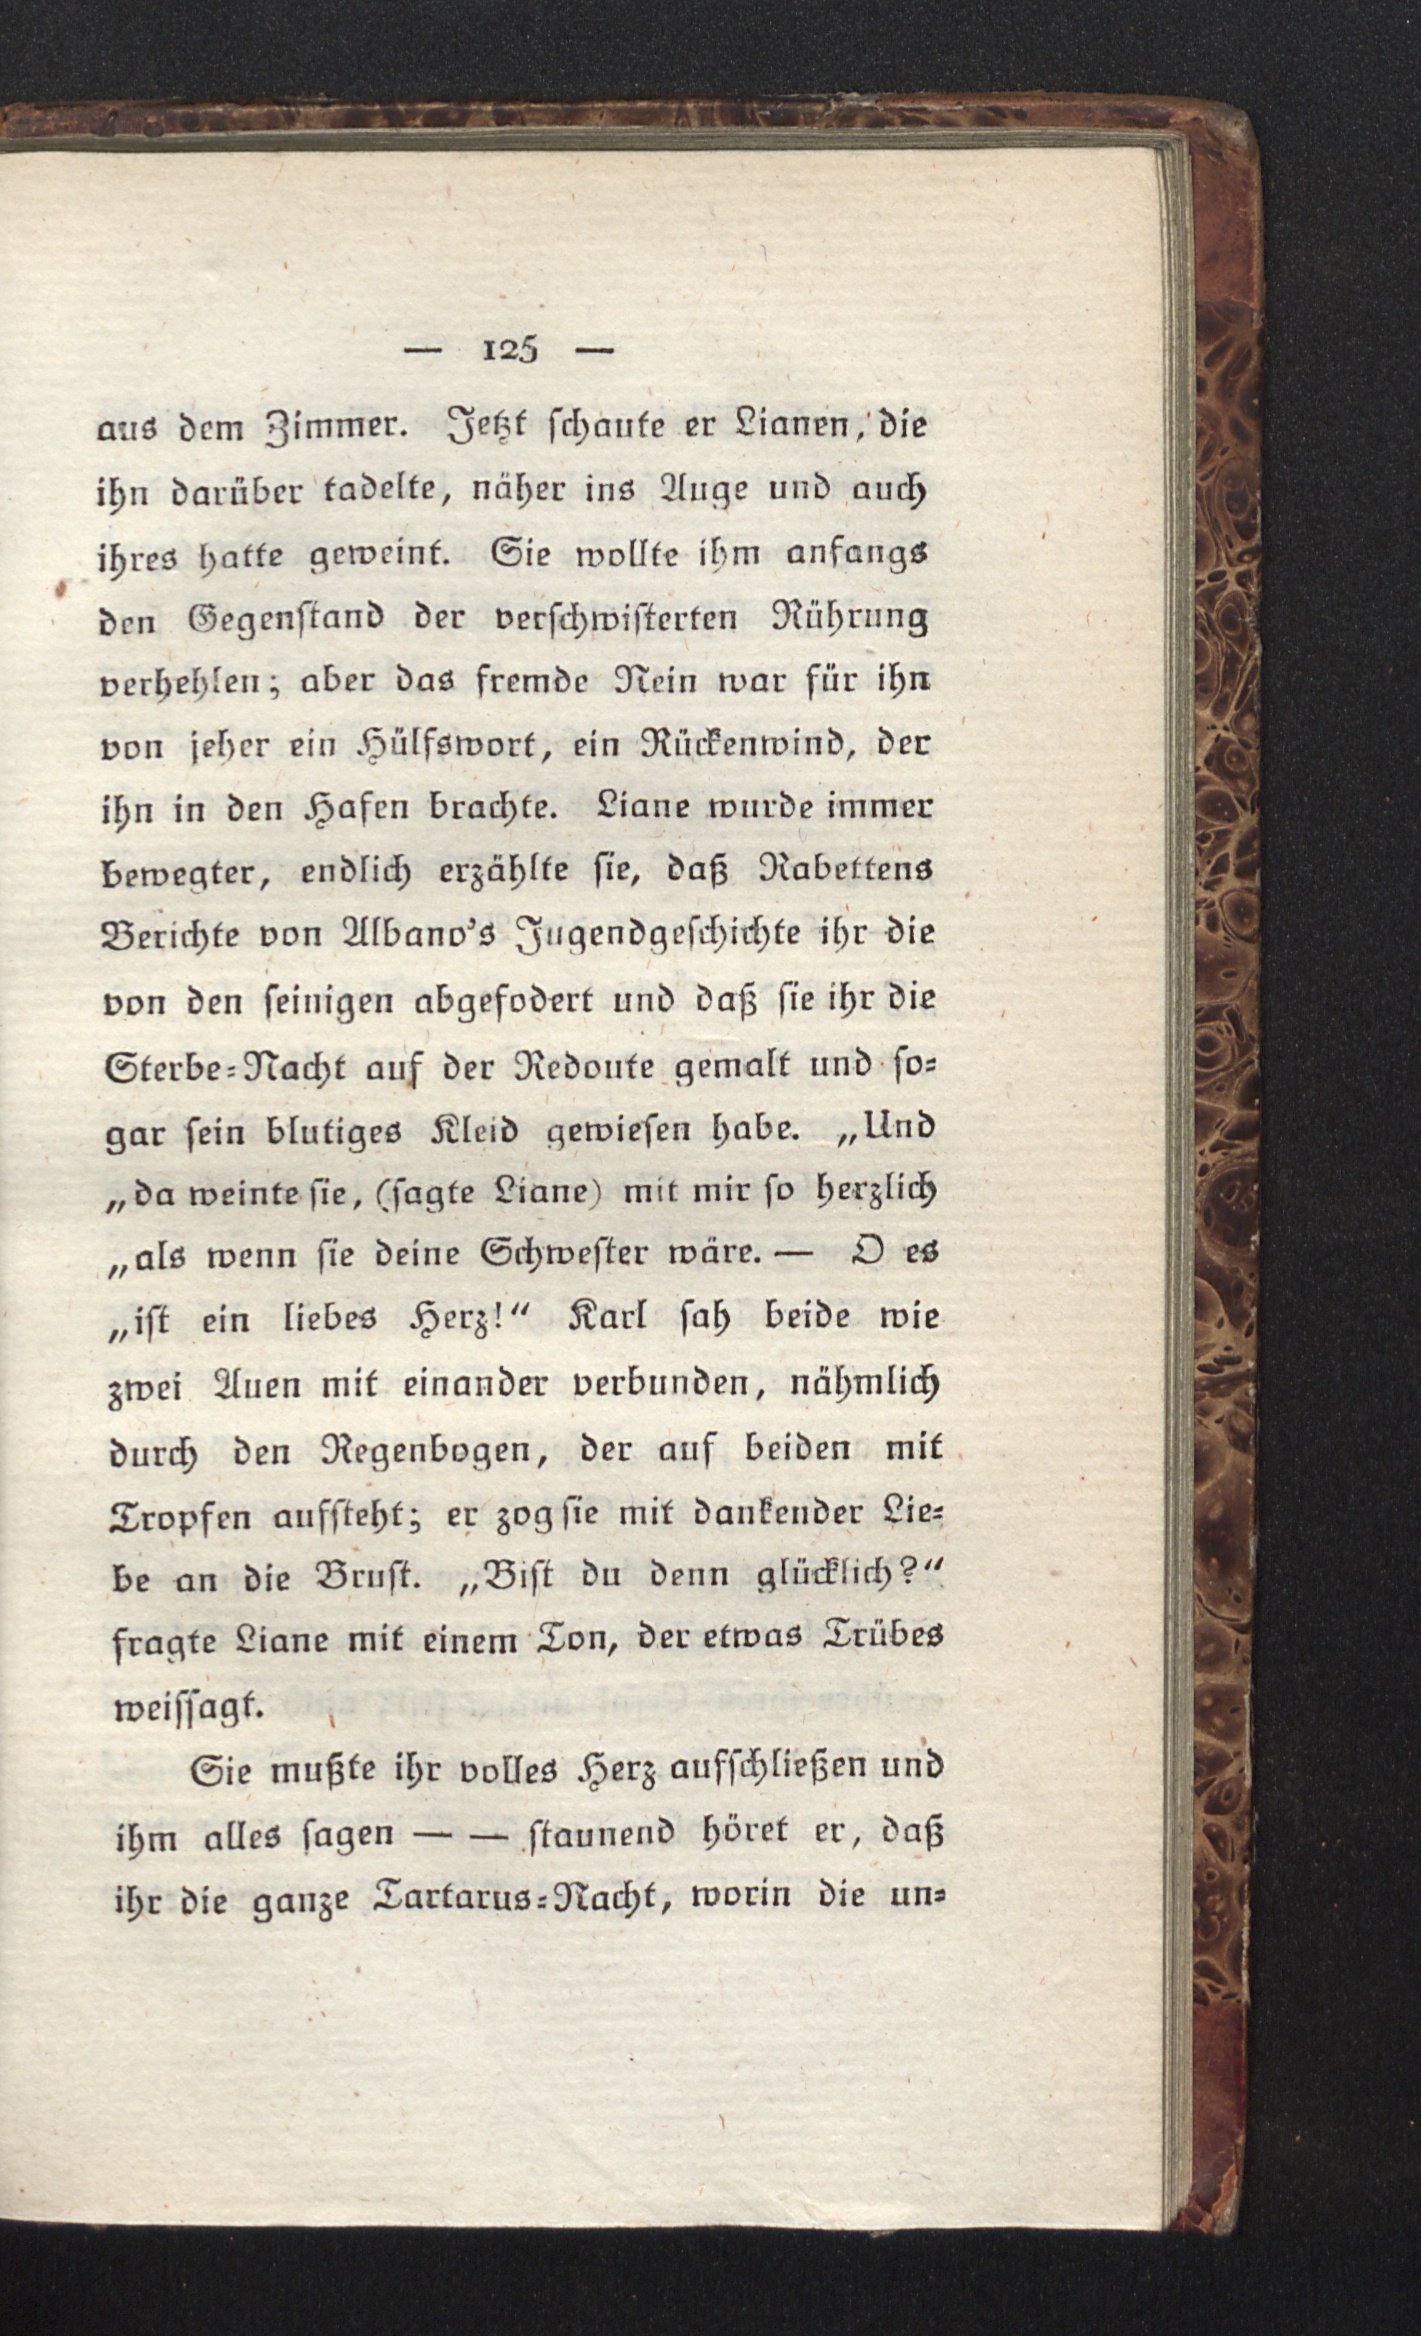 — 125 —
aus dem Zimmer. Jetzt ſchaute er Lianen, die
ihn darüber tadelte, näher ins Auge und auch
ihres hatte geweint. Sie wollte ihm anfangs
den Gegenſtand der verſchwiſterten Rührung
verhehlen; aber das fremde Nein war für ihn
von jeher ein Hülfswort, ein Rückenwind, der
ihn in den Hafen brachte. Liane wurde immer
bewegter, endlich erzählte ſie, daß Rabettens
Berichte von Albano's Jugendgeſchichte ihr die
von den ſeinigen abgefodert und daß ſie ihr die
Sterbe⸗Nacht auf der Redoute gemalt und ſo⸗
gar ſein blutiges Kleid gewieſen habe. „Und
„da weinte ſie, (ſagte Liane) mit mir ſo herzlich
„als wenn ſie deine Schweſter wäre. — O es
„iſt ein liebes Herz!“ Karl ſah beide wie
zwei Auen mit einander verbunden, nähmlich
durch den Regenbogen, der auf beiden mit
Tropfen aufſteht; er zog ſie mit dankender Lie⸗
be an die Bruſt. „Biſt du denn glücklich?“
fragte Liane mit einem Ton, der etwas Trübes
weiſſagt.
Sie mußte ihr volles Herz aufſchließen und
ihm alles ſagen — — ſtaunend höret er, daß
ihr die ganze Tartarus⸗Nacht, worin die un⸗